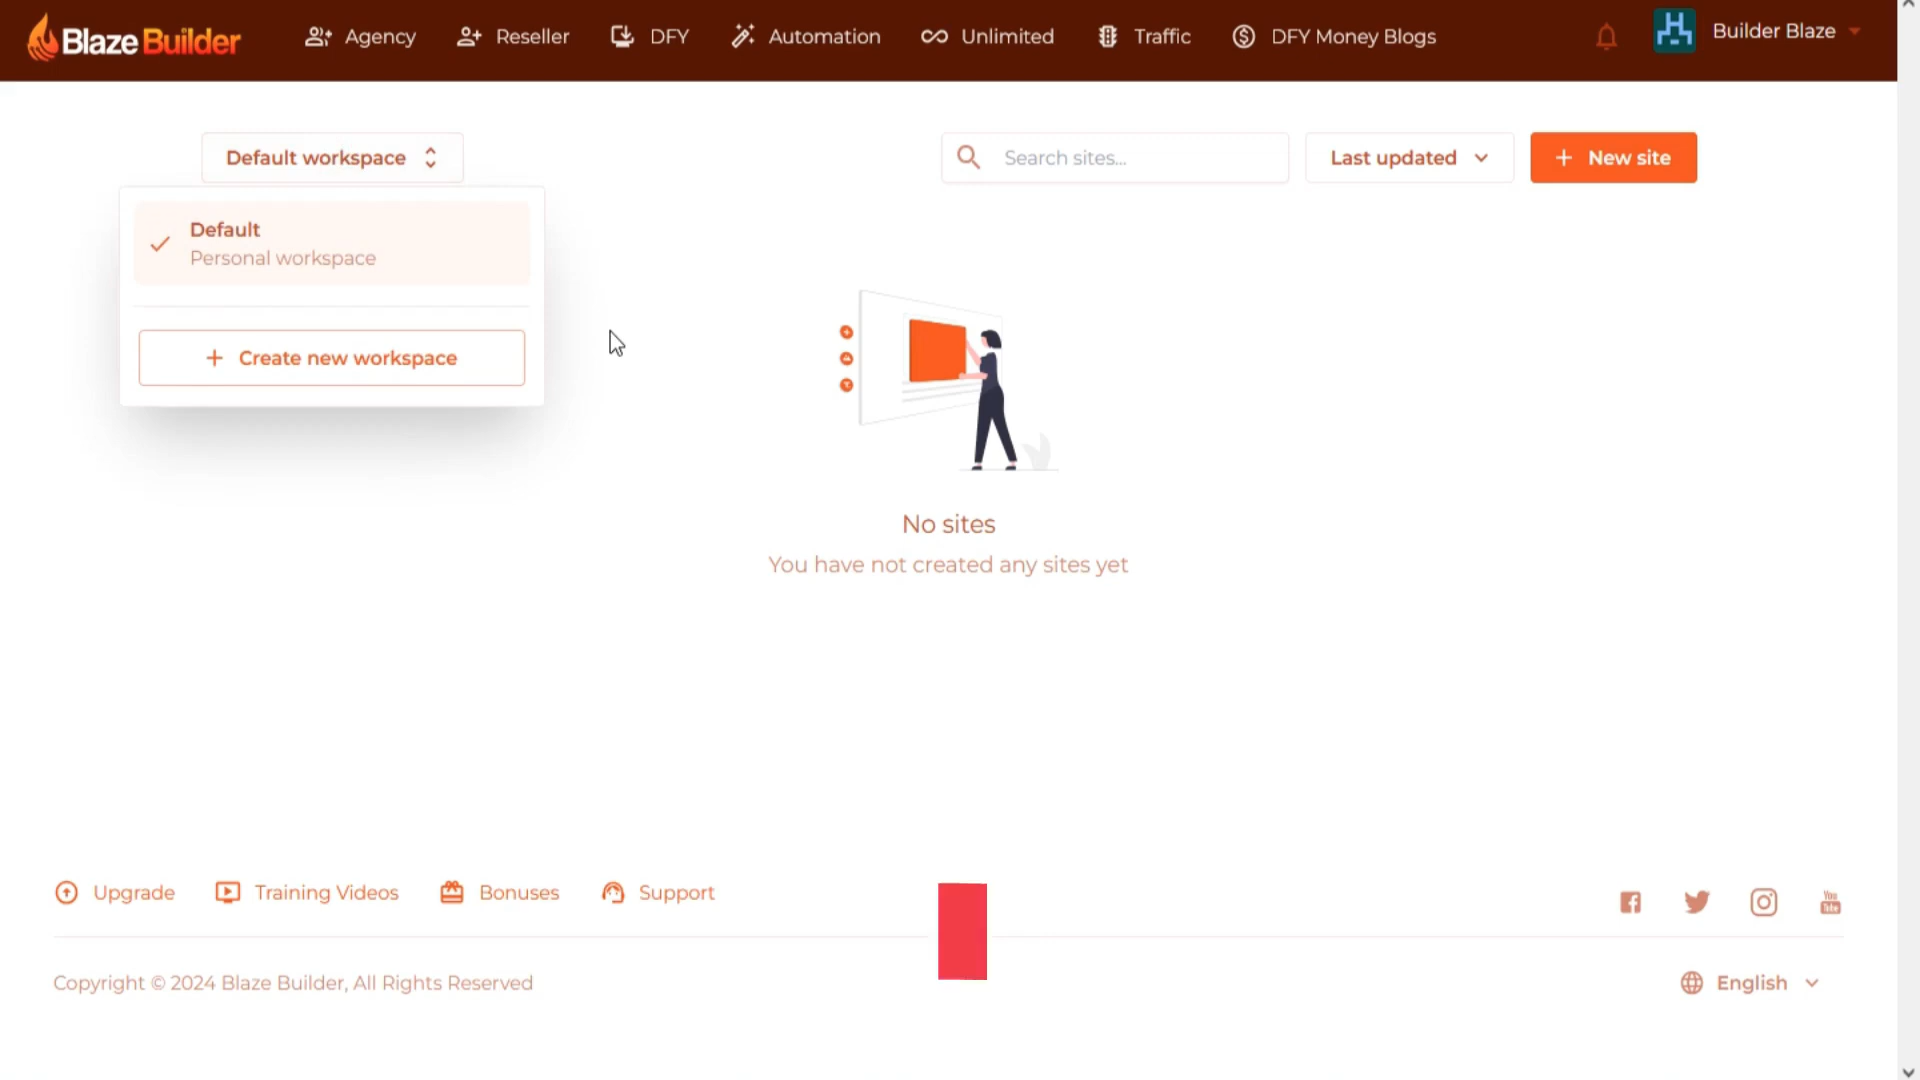 Blaze Builder
Agency
Reseller
DFY
Automation
Unlimited
Traffic
DFY Money Blogs
Builder Blaze
Default workspace
Search sites...
Last updated
New site
Default
Personal workspace
Create new workspace
No sites
You have not created any sites yet
Upgrade
Training Videos
Bonuses
Support
You
Tube
Copyright © 2024 Blaze Builder, All Rights Reserved
English